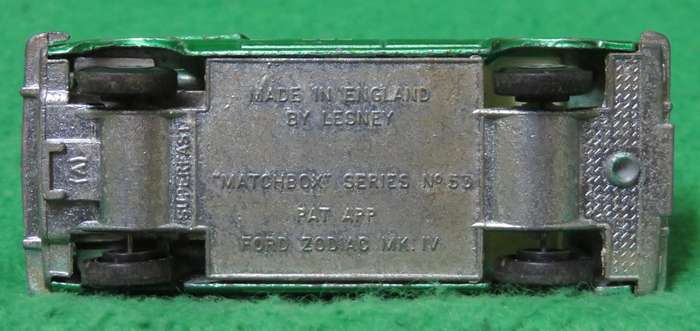 MADE IN ENGLAND
BY LESNEY
"MATCHBOX" SERIES Nº 53
PAT APP
FORD ZODIAC MK. IV
SUPERFAST
(A)